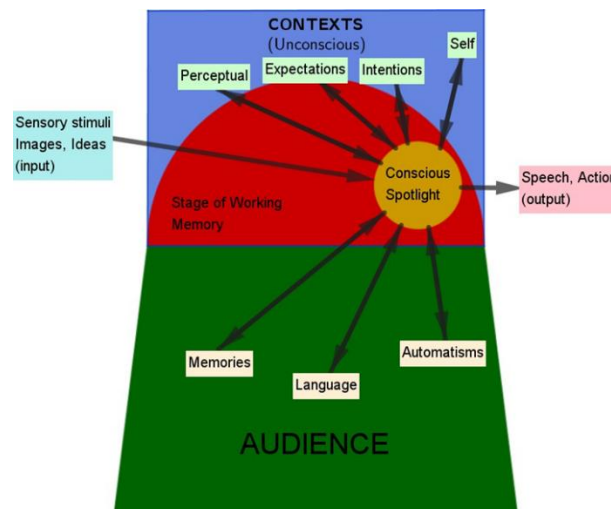 CONTEXTS
(Unconscious)
Self
Expectations
Intentions
Perceptual
Sensory stimuli
Images, Ideas
(input)
Conscious
Spotlight
Speech, Action
(output)
Stage of Working
Memory
Memories
Language
Automatisms
AUDIENCE